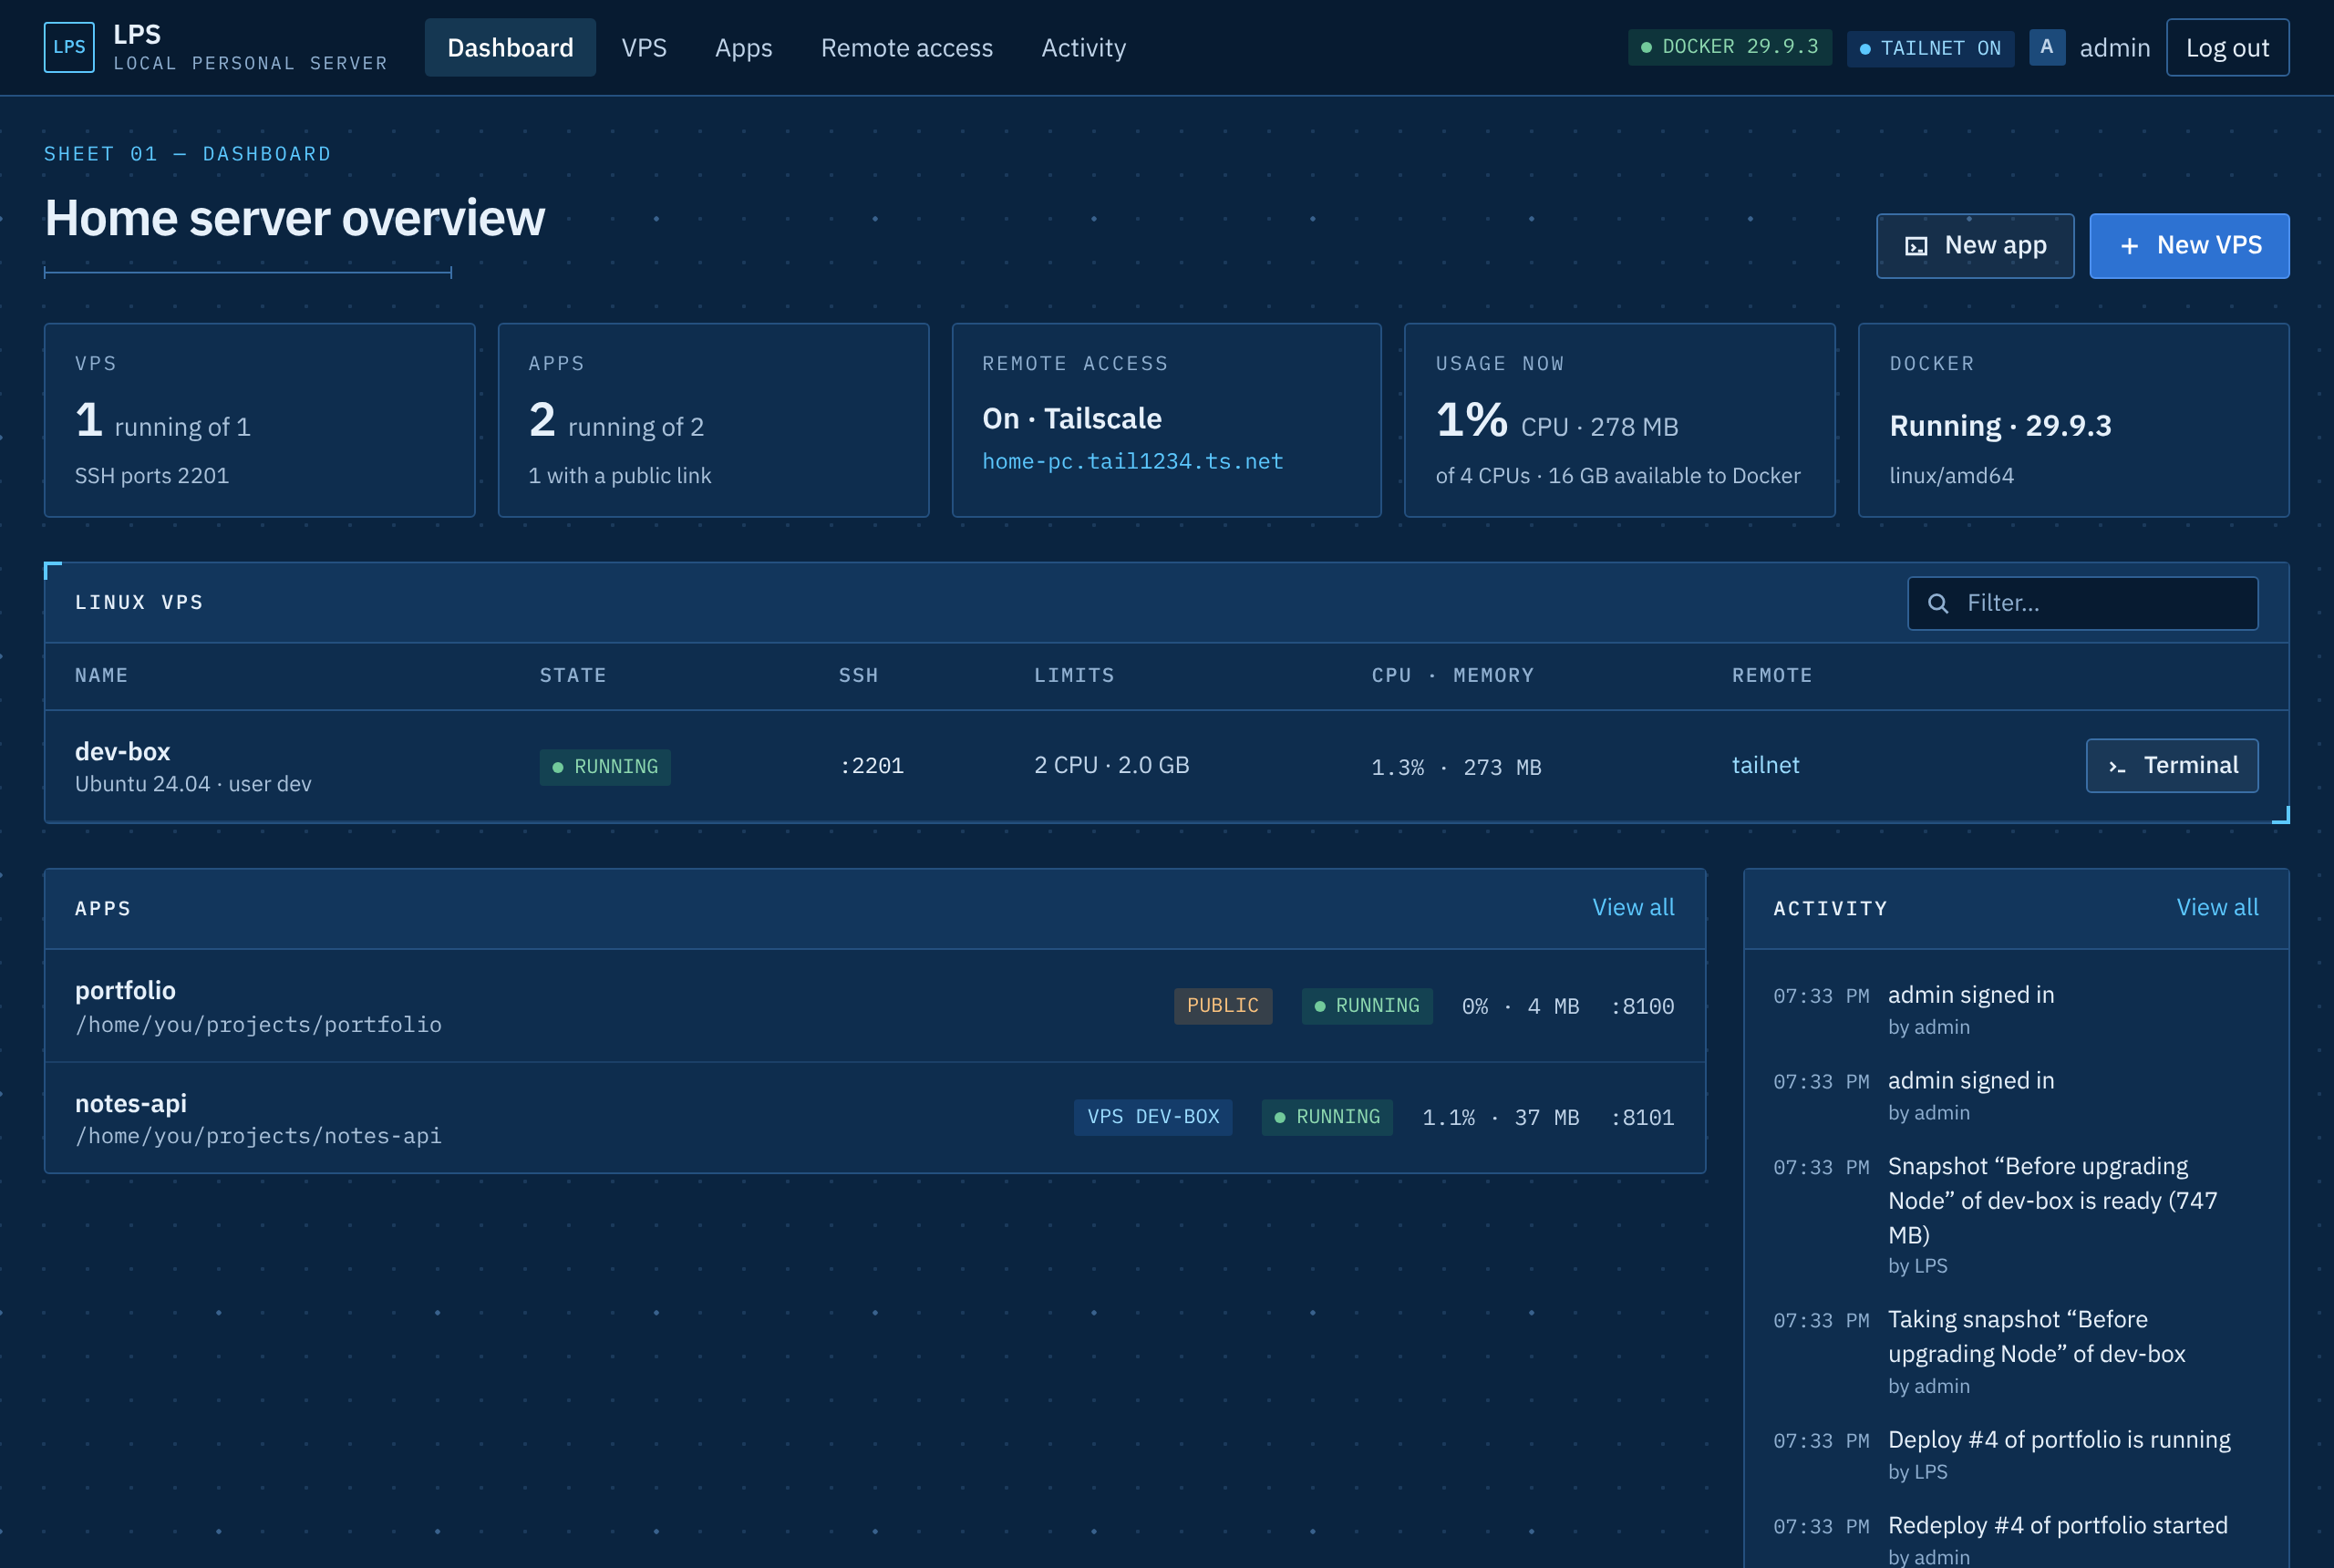 LPS
LPS
LOCAL PERSONAL SERVER
Dashboard
VPS
Apps
Remote access
Activity
DOCKER 29.9.3
TAILNET ON
A
admin
Log out
SHEET 01 — DASHBOARD
Home server overview
New app
+ New VPS
VPS
1 running of 1
SSH ports 2201
APPS
2 running of 2
1 with a public link
REMOTE ACCESS
On · Tailscale
home-pc.tail1234.ts.net
USAGE NOW
1% CPU · 278 MB
of 4 CPUs · 16 GB available to Docker
DOCKER
Running · 29.9.3
linux/amd64
LINUX VPS
Filter...
NAME STATE SSH LIMITS CPU · MEMORY REMOTE
dev-box
Ubuntu 24.04 · user dev
RUNNING
:2201
2 CPU · 2.0 GB
1.3% · 273 MB
tailnet
Terminal
APPS
View all
portfolio
/home/you/projects/portfolio
PUBLIC
RUNNING
0% · 4 MB
:8100
notes-api
/home/you/projects/notes-api
VPS DEV-BOX
RUNNING
1.1% · 37 MB
:8101
ACTIVITY
View all
07:33 PM admin signed in
by admin
07:33 PM admin signed in
by admin
07:33 PM Snapshot “Before upgrading
Node” of dev-box is ready (747
MB)
by LPS
07:33 PM Taking snapshot “Before
upgrading Node” of dev-box
by admin
07:33 PM Deploy #4 of portfolio is running
by LPS
07:33 PM Redeploy #4 of portfolio started
by admin